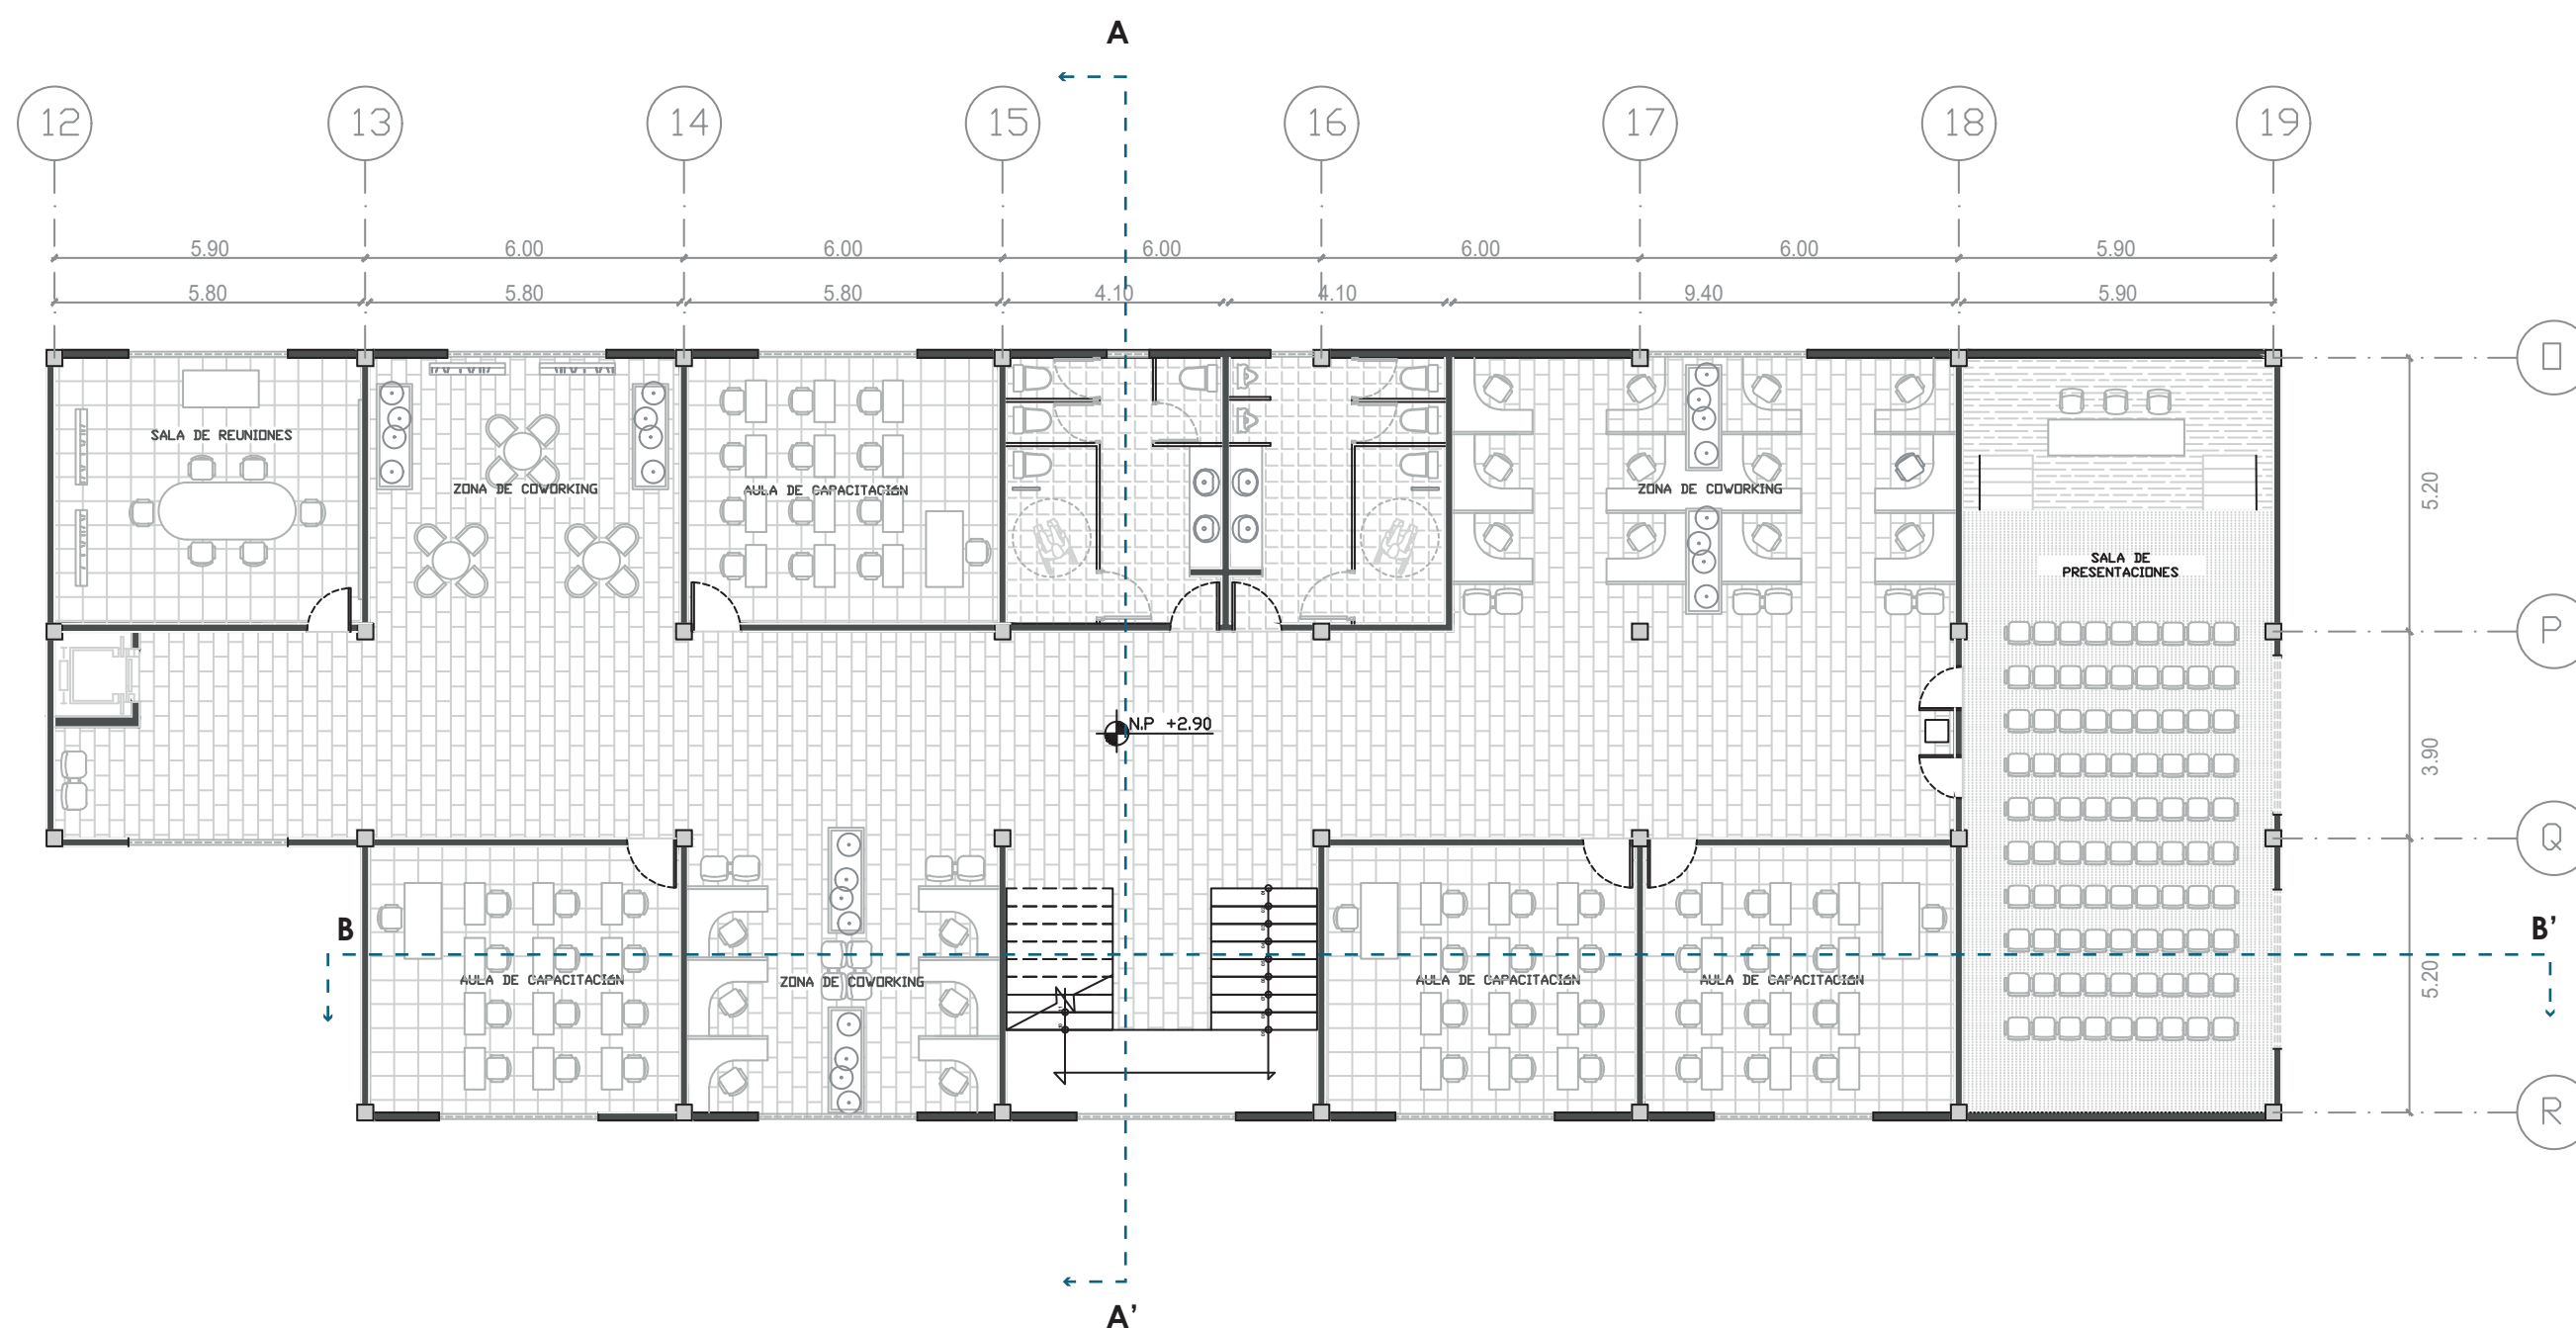 A
12 13 14 15 16 17 18 19
5.90 6.00 6.00 6.00 6.00 6.00 5.90
5.80 5.80 5.80 4.10 4.10 9.40 5.90
O
SALA DE REUNIONES
ZONA DE COWORKING
AULA DE CAPACITACIÓN
ZONA DE COWORKING
5.20
SALA DE
PRESENTACIONES
P
N.P +2.90
3.90
Q
B
B’
AULA DE CAPACITACIÓN
ZONA DE COWORKING
AULA DE CAPACITACIÓN
AULA DE CAPACITACIÓN
5.20
R
A’